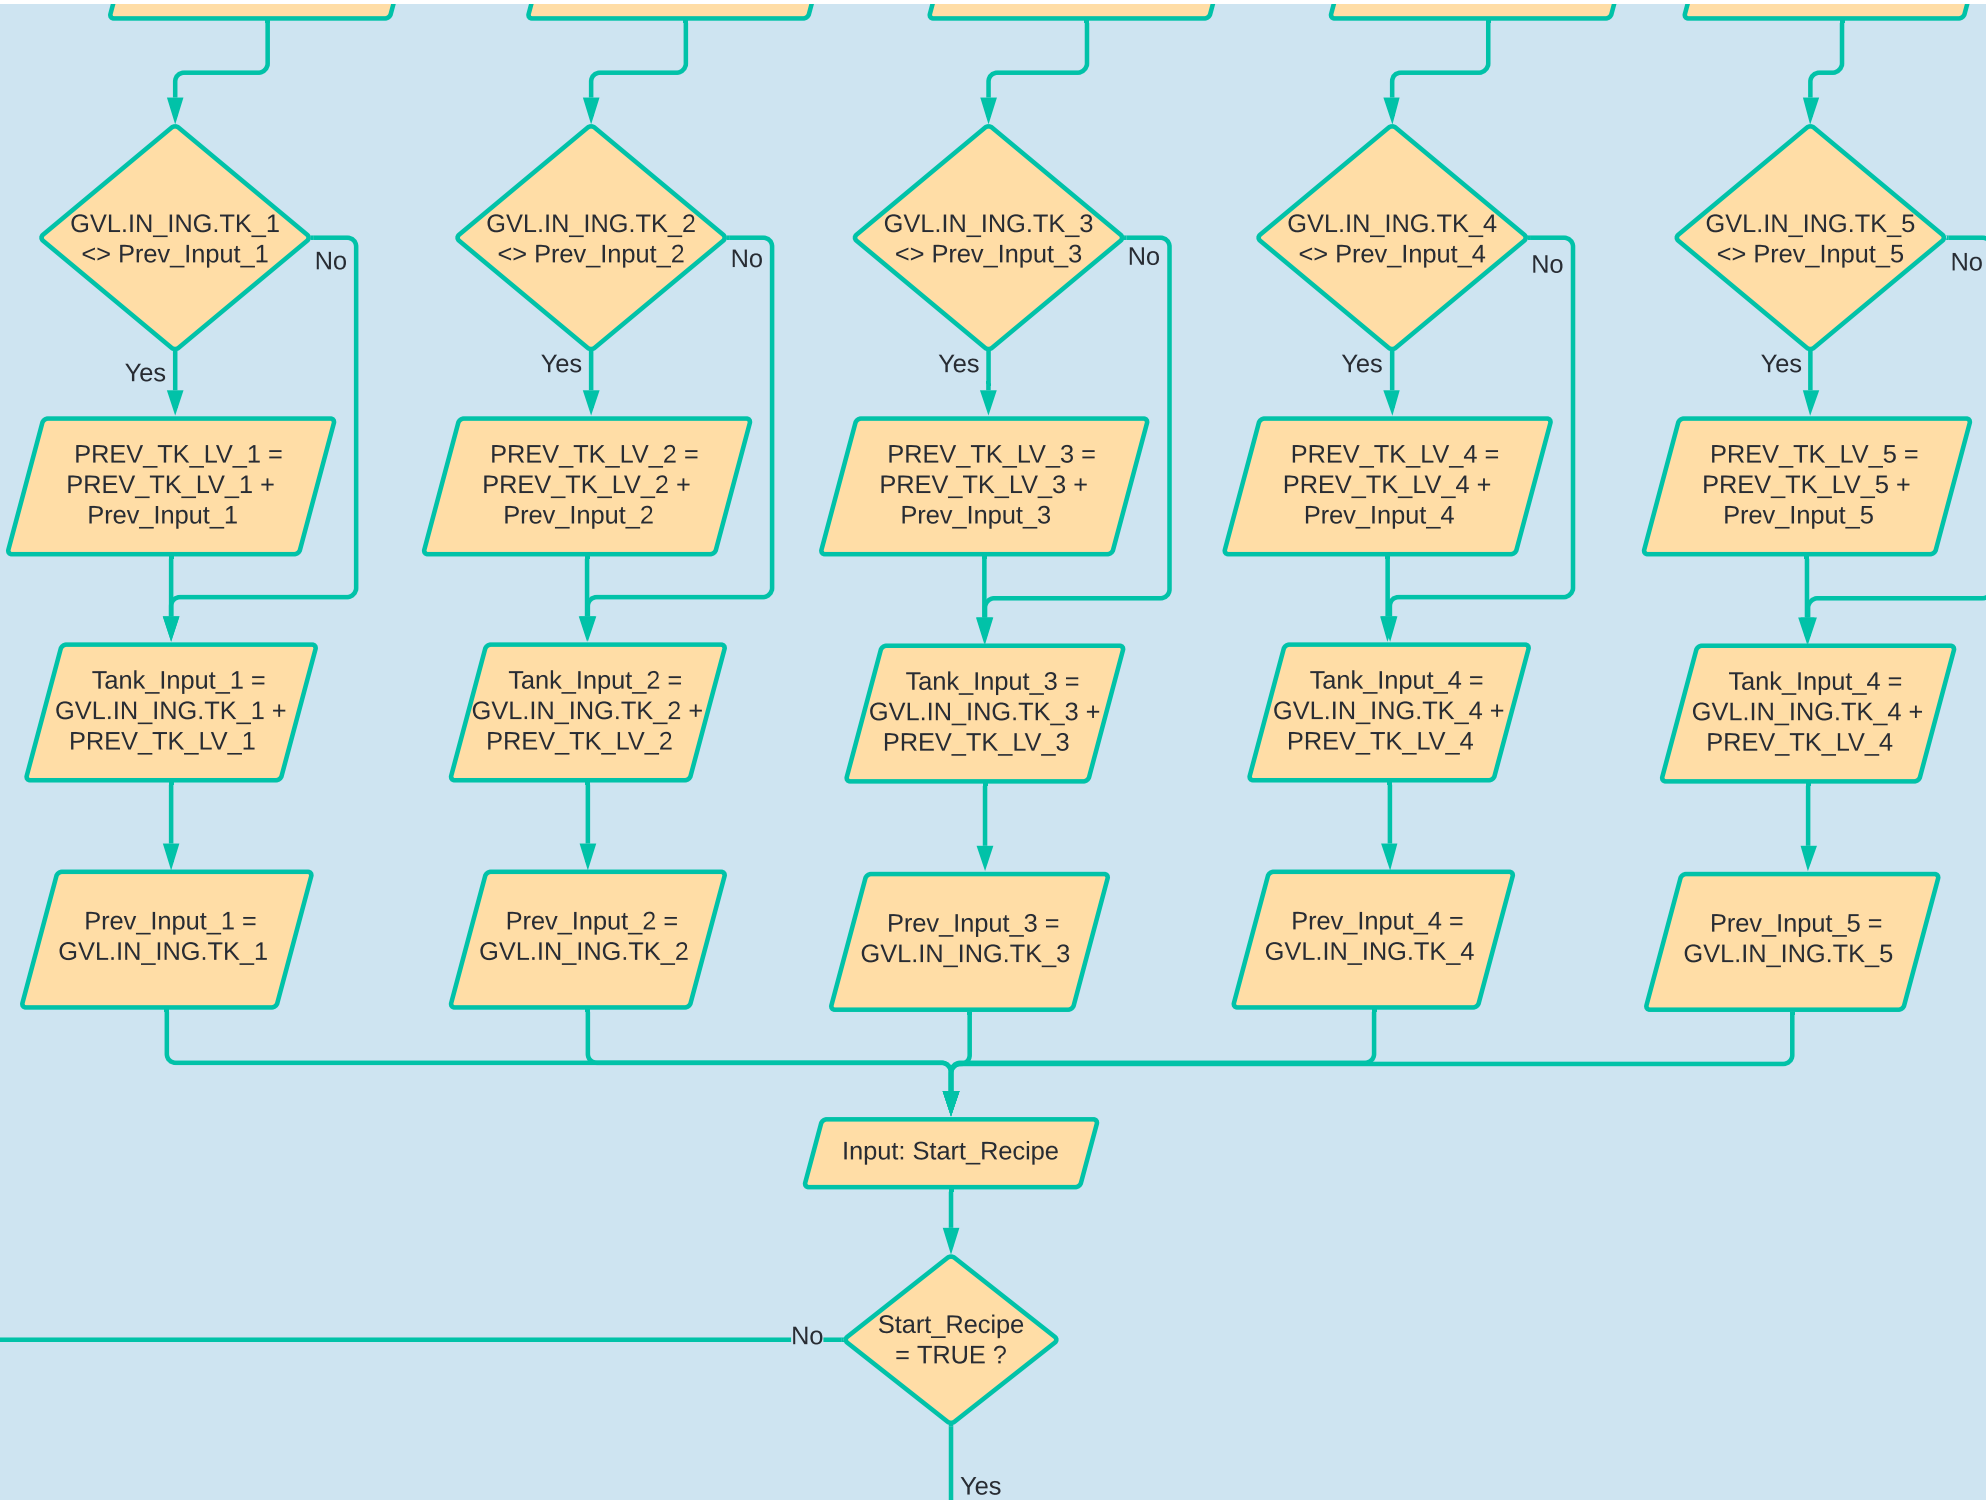 GVL.IN_ING.TK_1
<> Prev_Input_1
No
GVL.IN_ING.TK_2
<> Prev_Input_2
No
GVL.IN_ING.TK_3
<> Prev_Input_3
No
GVL.IN_ING.TK_4
<> Prev_Input_4
No
GVL.IN_ING.TK_5
<> Prev_Input_5
No
Yes
Yes
Yes
Yes
Yes
PREV_TK_LV_1 =
PREV_TK_LV_1 +
Prev_Input_1
PREV_TK_LV_2 =
PREV_TK_LV_2 +
Prev_Input_2
PREV_TK_LV_3 =
PREV_TK_LV_3 +
Prev_Input_3
PREV_TK_LV_4 =
PREV_TK_LV_4 +
Prev_Input_4
PREV_TK_LV_5 =
PREV_TK_LV_5 +
Prev_Input_5
Tank_Input_1 =
GVL.IN_ING.TK_1 +
PREV_TK_LV_1
Tank_Input_2 =
GVL.IN_ING.TK_2 +
PREV_TK_LV_2
Tank_Input_3 =
GVL.IN_ING.TK_3 +
PREV_TK_LV_3
Tank_Input_4 =
GVL.IN_ING.TK_4 +
PREV_TK_LV_4
Tank_Input_4 =
GVL.IN_ING.TK_4 +
PREV_TK_LV_4
Prev_Input_1 =
GVL.IN_ING.TK_1
Prev_Input_2 =
GVL.IN_ING.TK_2
Prev_Input_3 =
GVL.IN_ING.TK_3
Prev_Input_4 =
GVL.IN_ING.TK_4
Prev_Input_5 =
GVL.IN_ING.TK_5
Input: Start_Recipe
Start_Recipe
= TRUE ?
No
Yes